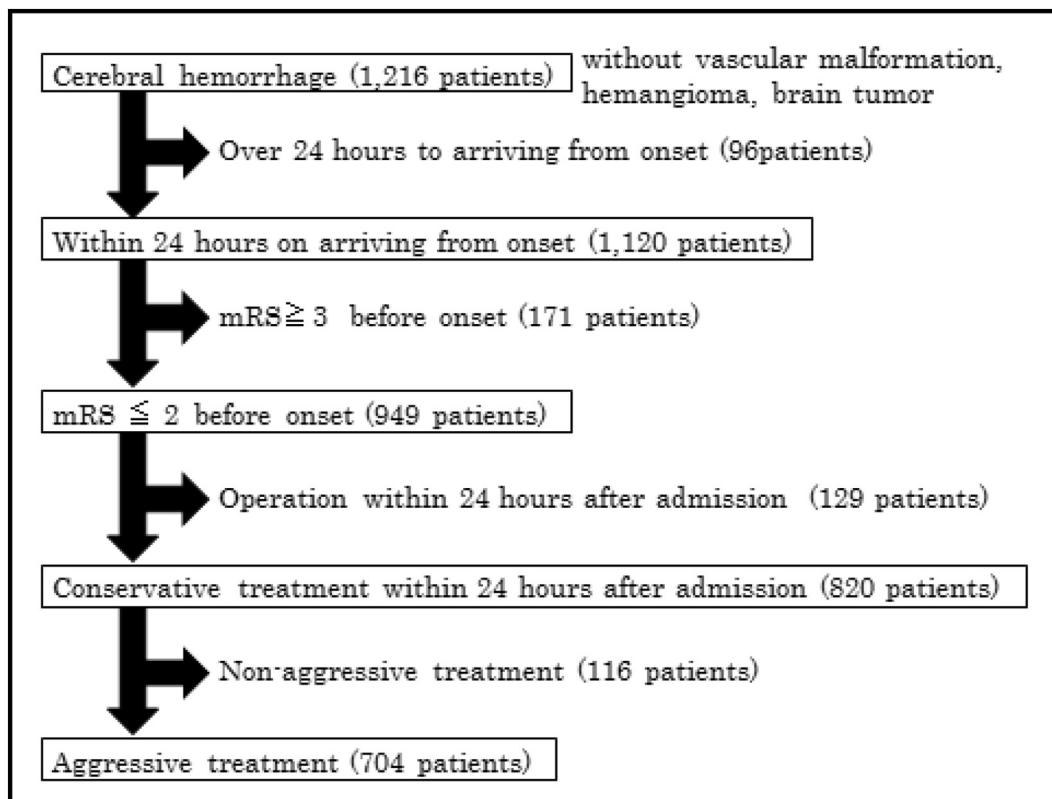 Cerebral hemorrhage (1,216 patients)
without vascular malformation,
hemangioma, brain tumor
Over 24 hours to arriving from onset (96patients)
Within 24 hours on arriving from onset (1,120 patients)
mRS≧3 before onset (171 patients)
mRS ≦ 2 before onset (949 patients)
Operation within 24 hours after admission (129 patients)
Conservative treatment within 24 hours after admission (820 patients)
Non-aggressive treatment (116 patients)
Aggressive treatment (704 patients)